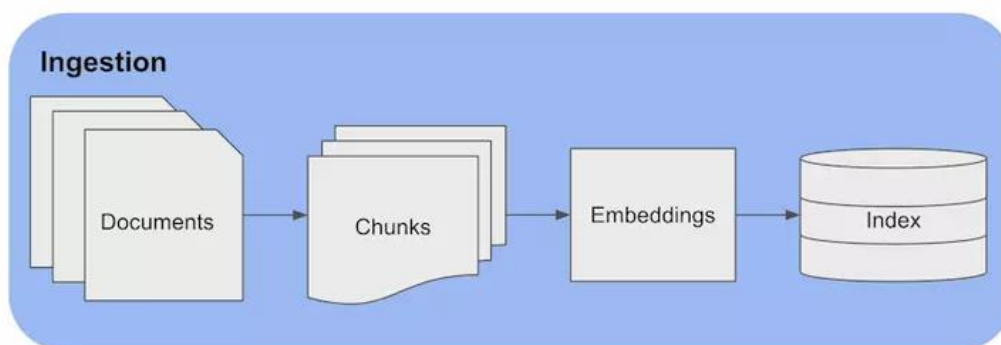 Ingestion
Documents
Chunks
Embeddings
Index